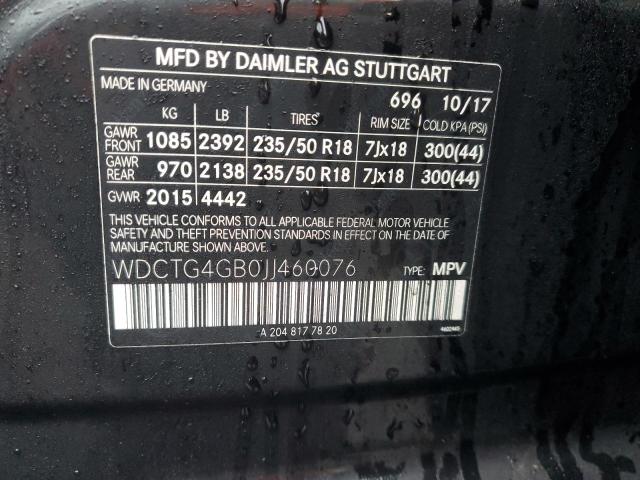 MFD BY DAIMLER AG STUTTGART
MADE IN GERMANY
696 10/17
KG LB TIRES RIM SIZE COLD KPA (PSI)
GAWR FRONT 1085 2392 235/50 R18 7Jx18 300(44)
GAWR REAR 970 2138 235/50 R18 7Jx18 300(44)
GVWR 2015 4442
THIS VEHICLE CONFORMS TO ALL APPLICABLE FEDERAL MOTOR VEHICLE
SAFETY AND THEFT PREVENTION STANDARDS IN EFFECT ON THE DATE OF
MANUFACTURE SHOWN ABOVE.
WDCTG4GB0JJ460076 TYPE: MPV
A 204 817 78 20